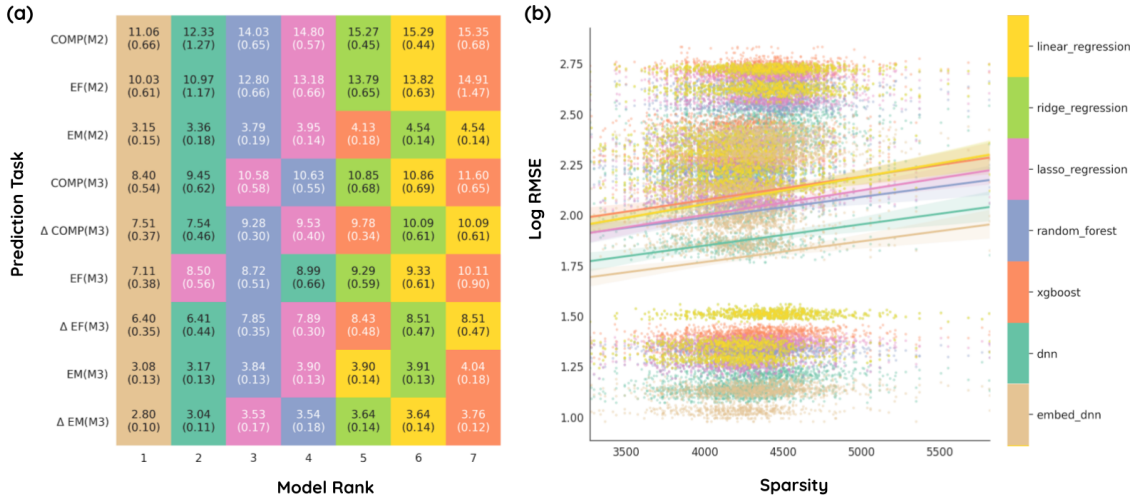 (a)
Prediction Task
COMP(M2) 11.06 12.33 14.03 14.80 15.27 15.29 15.35
(0.66) (1.27) (0.65) (0.57) (0.45) (0.44) (0.68)
EF(M2) 10.03 10.97 12.80 13.18 13.79 13.82 14.91
(0.61) (1.17) (0.66) (0.66) (0.65) (0.63) (1.47)
EM(M2) 3.15 3.36 3.79 3.95 4.13 4.54 4.54
(0.15) (0.18) (0.19) (0.14) (0.18) (0.14) (0.14)
COMP(M3) 8.40 9.45 10.58 10.63 10.85 10.86 11.60
(0.54) (0.62) (0.58) (0.55) (0.68) (0.69) (0.65)
Δ COMP(M3) 7.51 7.54 9.28 9.53 9.78 10.09 10.09
(0.37) (0.46) (0.30) (0.40) (0.34) (0.61) (0.61)
EF(M3) 7.11 8.50 8.72 8.99 9.29 9.33 10.11
(0.38) (0.56) (0.51) (0.66) (0.59) (0.61) (0.90)
Δ EF(M3) 6.40 6.41 7.85 7.89 8.43 8.51 8.51
(0.35) (0.44) (0.35) (0.30) (0.48) (0.47) (0.47)
EM(M3) 3.08 3.17 3.84 3.90 3.90 3.91 4.04
(0.13) (0.13) (0.13) (0.13) (0.14) (0.13) (0.18)
Δ EM(M3) 2.80 3.04 3.53 3.54 3.64 3.64 3.76
(0.10) (0.11) (0.17) (0.18) (0.14) (0.14) (0.12)
1 2 3 4 5 6 7
Model Rank
(b)
Log RMSE
2.75
2.50
2.25
2.00
1.75
1.50
1.25
1.00
3500 4000 4500 5000 5500
Sparsity
linear_regression
ridge_regression
lasso_regression
random_forest
xgboost
dnn
embed_dnn